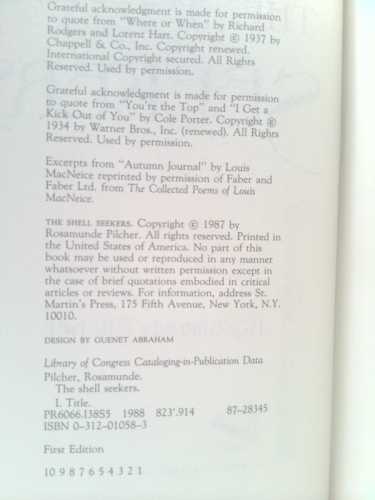 Grateful acknowledgment is made for permission
to quote from "Where or When" by Richard
Rodgers and Lorenz Hart. Copyright © 1937 by
Chappell & Co., Inc. Copyright renewed.
International Copyright secured. All Rights
Reserved. Used by permission.
Grateful acknowledgment is made for permission
to quote from "You're the Top" and "I Get a
Kick Out of You" by Cole Porter. Copyright ©
1934 by Warner Bros., Inc. (renewed). All Rights
Reserved. Used by permission.
Excerpts from "Autumn Journal" by Louis
MacNeice reprinted by permission of Faber and
Faber Ltd. from The Collected Poems of Louis
MacNeice.
THE SHELL SEEKERS. Copyright © 1987 by
Rosamunde Pilcher. All rights reserved. Printed in
the United States of America. No part of this
book may be used or reproduced in any manner
whatsoever without written permission except in
the case of brief quotations embodied in critical
articles or reviews. For information, address St.
Martin's Press, 175 Fifth Avenue, New York, N.Y.
10010.
DESIGN BY GUENET ABRAHAM
Library of Congress Cataloging-in-Publication Data
Pilcher, Rosamunde.
The shell seekers.
I. Title.
PR6066.I38S5 1988 823'.914 87-28345
ISBN 0-312-01058-3
First Edition
10 9 8 7 6 5 4 3 2 1